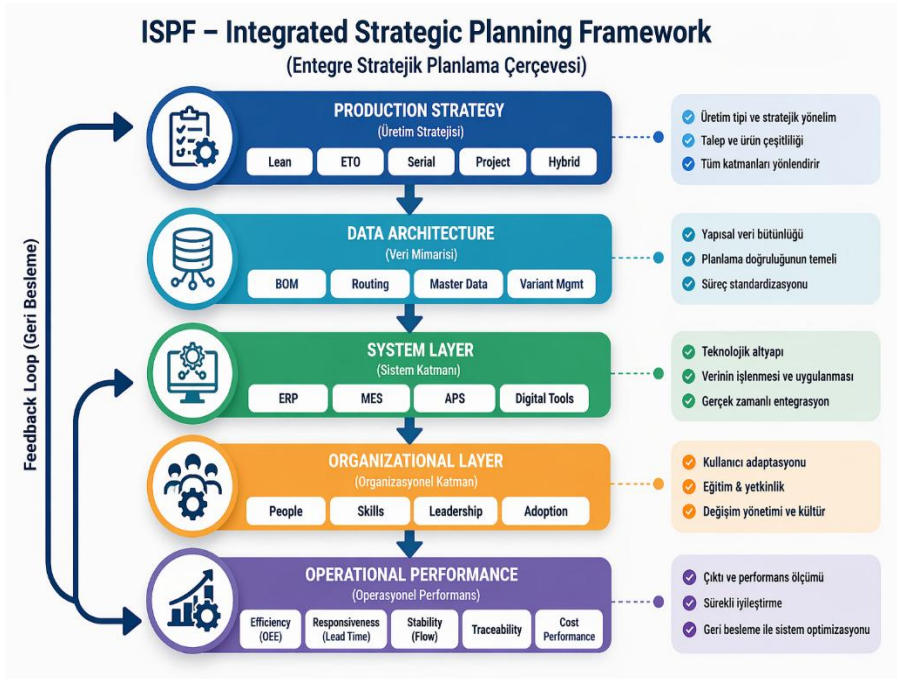 ISPF – Integrated Strategic Planning Framework
(Entegre Stratejik Planlama Çerçevesi)
Feedback Loop (Geri Besleme)
PRODUCTION STRATEGY
(Üretim Stratejisi)
Lean
ETO
Serial
Project
Hybrid
Üretim tipi ve stratejik yönelim
Talep ve ürün çeşitliliği
Tüm katmanları yönlendirir
DATA ARCHITECTURE
(Veri Mimarisi)
BOM
Routing
Master Data
Variant Mgmt
Yapısal veri bütünlüğü
Planlama doğruluğunun temeli
Süreç standardizasyonu
SYSTEM LAYER
(Sistem Katmanı)
ERP
MES
APS
Digital Tools
Teknolojik altyapı
Verinin işlenmesi ve uygulanması
Gerçek zamanlı entegrasyon
ORGANIZATIONAL LAYER
(Organizasyonel Katman)
People
Skills
Leadership
Adoption
Kullanıcı adaptasyonu
Eğitim & yetkinlik
Değişim yönetimi ve kültür
OPERATIONAL PERFORMANCE
(Operasyonel Performans)
Efficiency
(OEE)
Responsiveness
(Lead Time)
Stability
(Flow)
Traceability
Cost
Performance
Çıktı ve performans ölçümü
Sürekli iyileştirme
Geri besleme ile sistem optimizasyonu